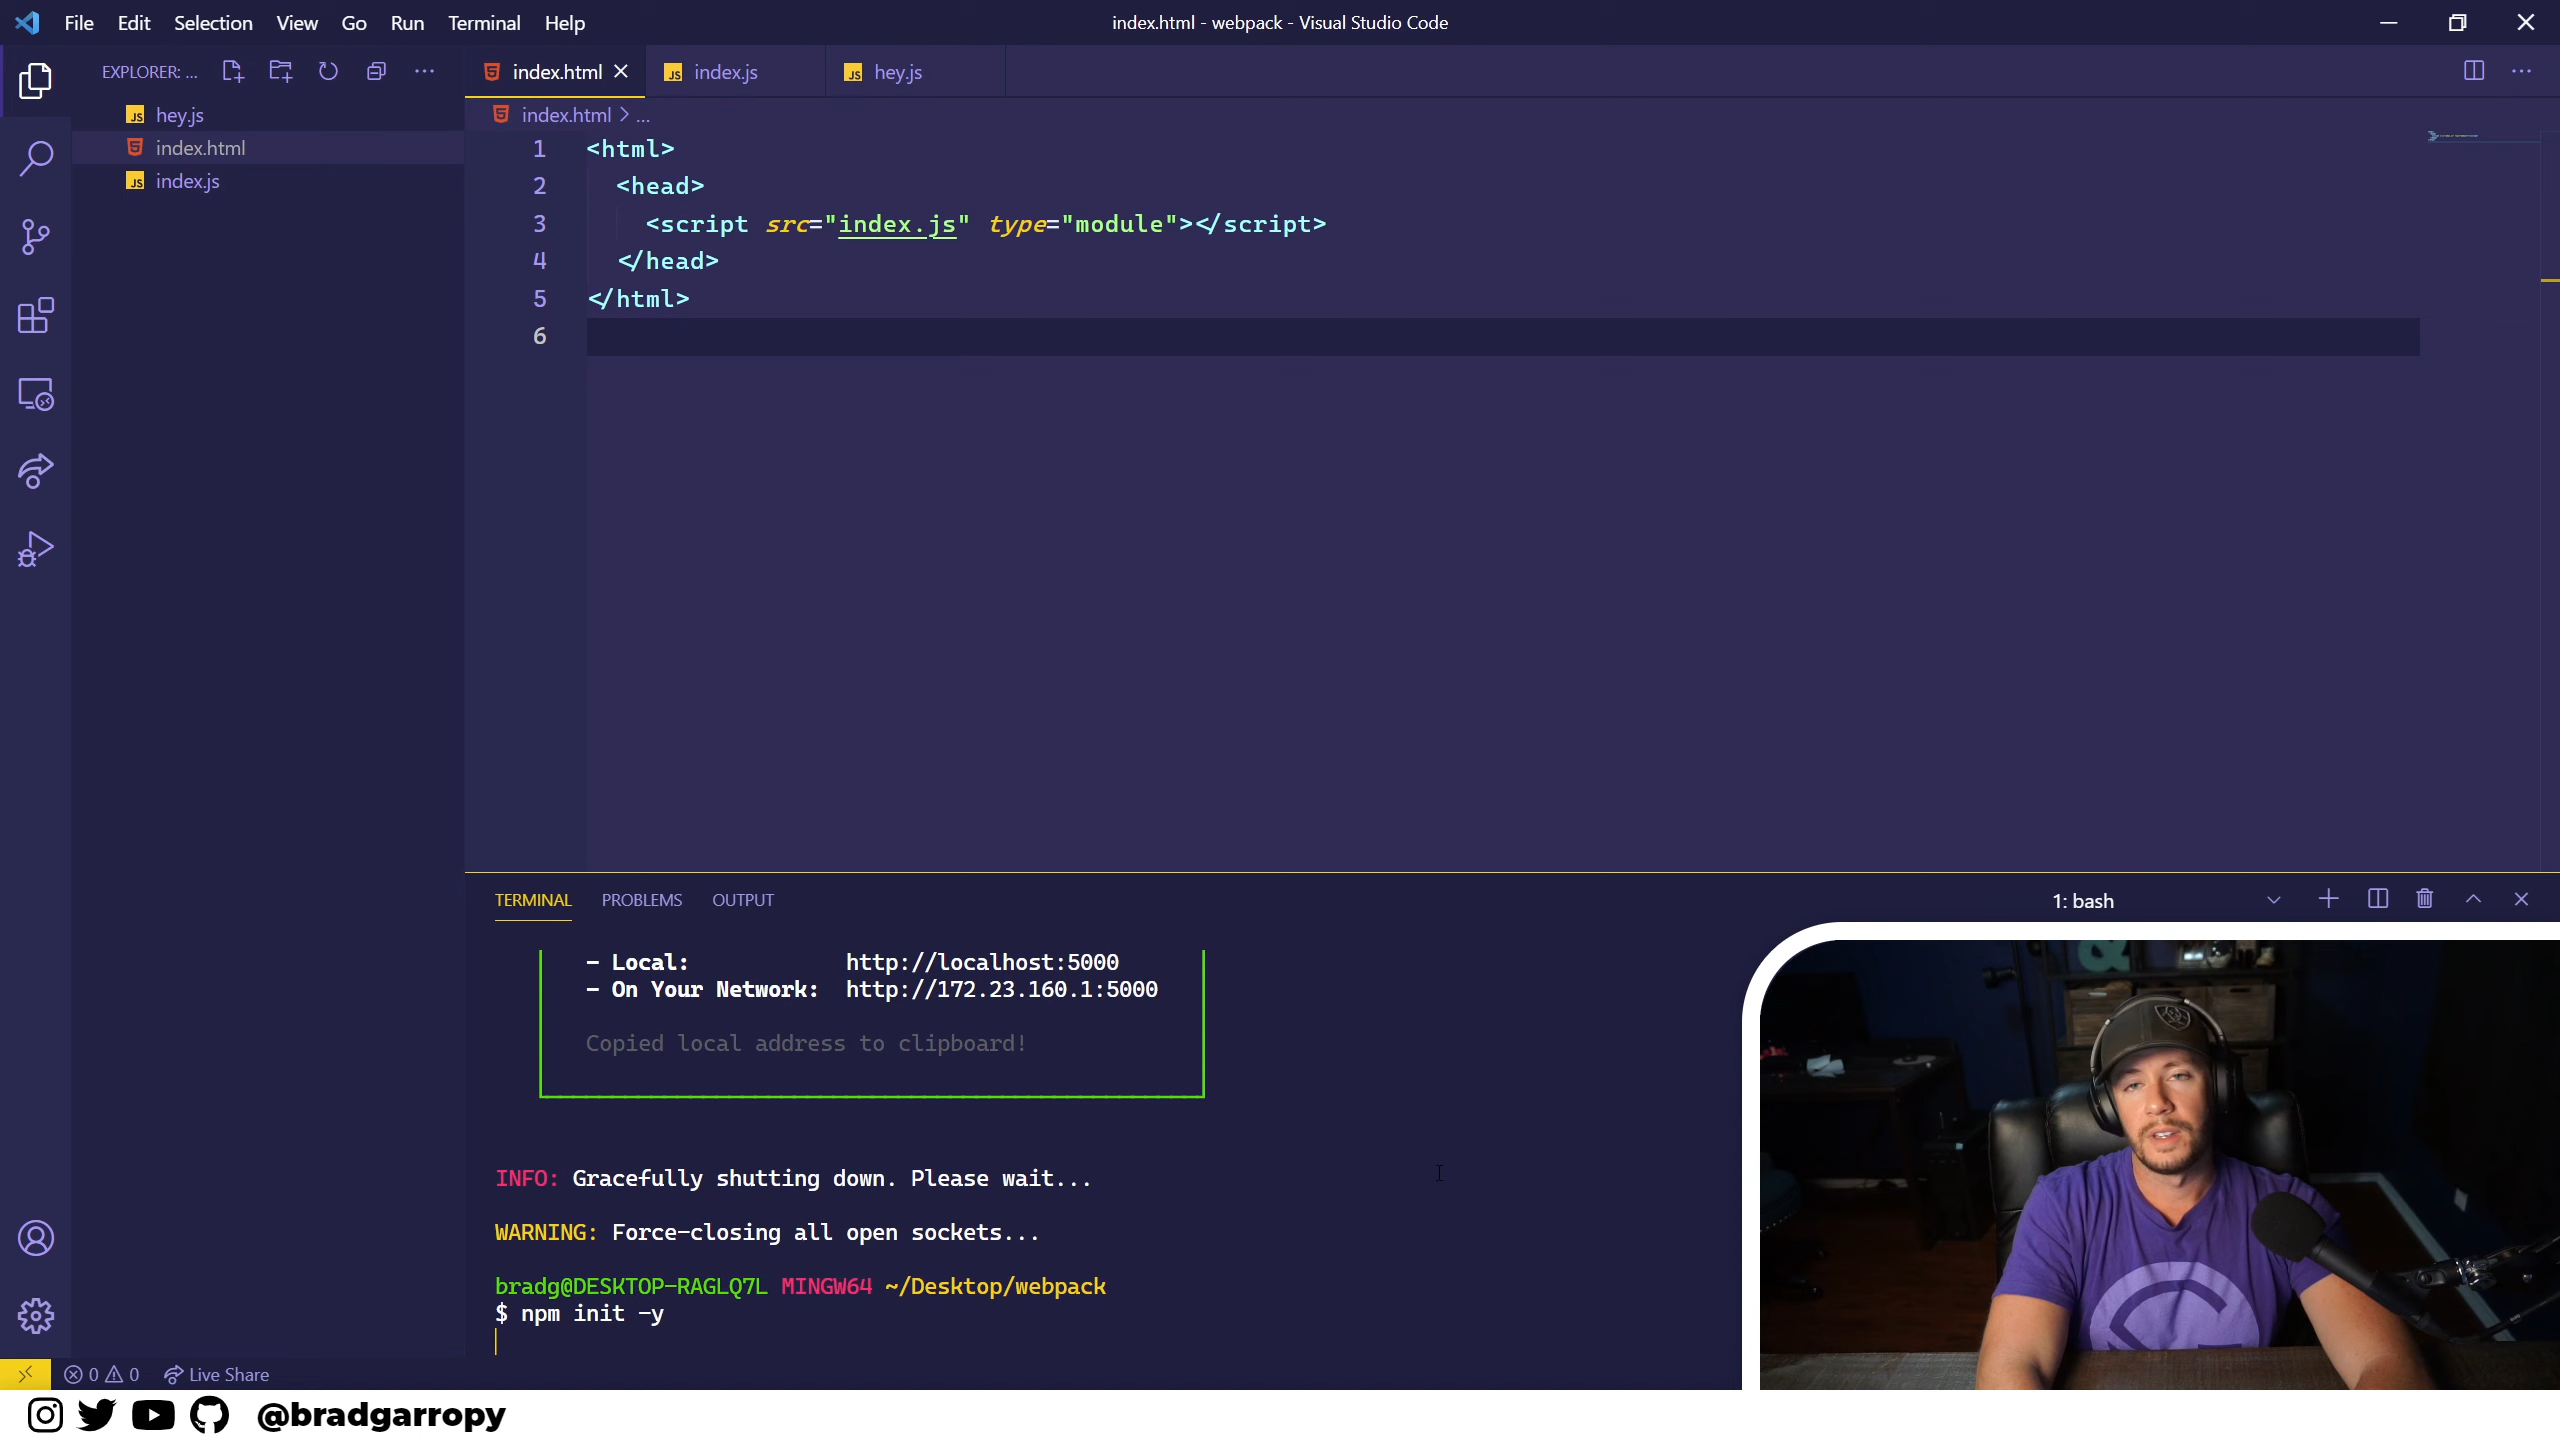 File Edit Selection View Go Run Terminal Help
index.html - webpack - Visual Studio Code
EXPLORER: ...
hey.js
index.html
index.js
index.html
index.js
hey.js
index.html > ...
1 <html>
2 <head>
3 <script src="index.js" type="module"></script>
4 </head>
5 </html>
6
TERMINAL PROBLEMS OUTPUT
1: bash
- Local: http://localhost:5000
- On Your Network: http://172.23.160.1:5000
Copied local address to clipboard!
INFO: Gracefully shutting down. Please wait...
WARNING: Force-closing all open sockets...
bradg@DESKTOP-RAGLQ7L MINGW64 ~/Desktop/webpack
$ npm init -y
0 0 Live Share
@bradgarropy